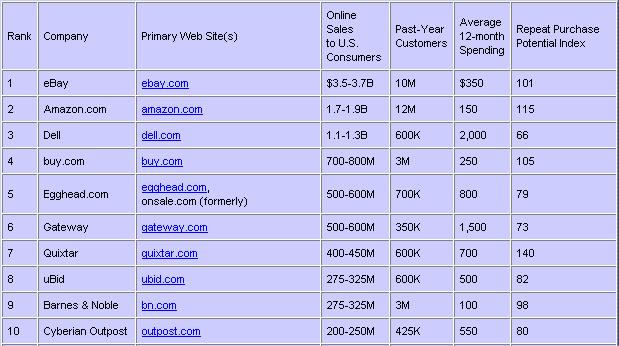 Rank Company Primary Web Site(s) Online Sales to U.S. Consumers Past-Year Customers Average 12-month Spending Repeat Purchase Potential Index
1 eBay ebay.com $3.5-3.7B 10M $350 101
2 Amazon.com amazon.com 1.7-1.9B 12M 150 115
3 Dell dell.com 1.1-1.3B 600K 2,000 66
4 buy.com buy.com 700-800M 3M 250 105
5 Egghead.com egghead.com, onsale.com (formerly) 500-600M 700K 800 79
6 Gateway gateway.com 500-600M 350K 1,500 73
7 Quixtar quixtar.com 400-450M 600K 700 140
8 uBid ubid.com 275-325M 600K 500 82
9 Barnes & Noble bn.com 275-325M 3M 100 98
10 Cyberian Outpost outpost.com 200-250M 425K 550 80